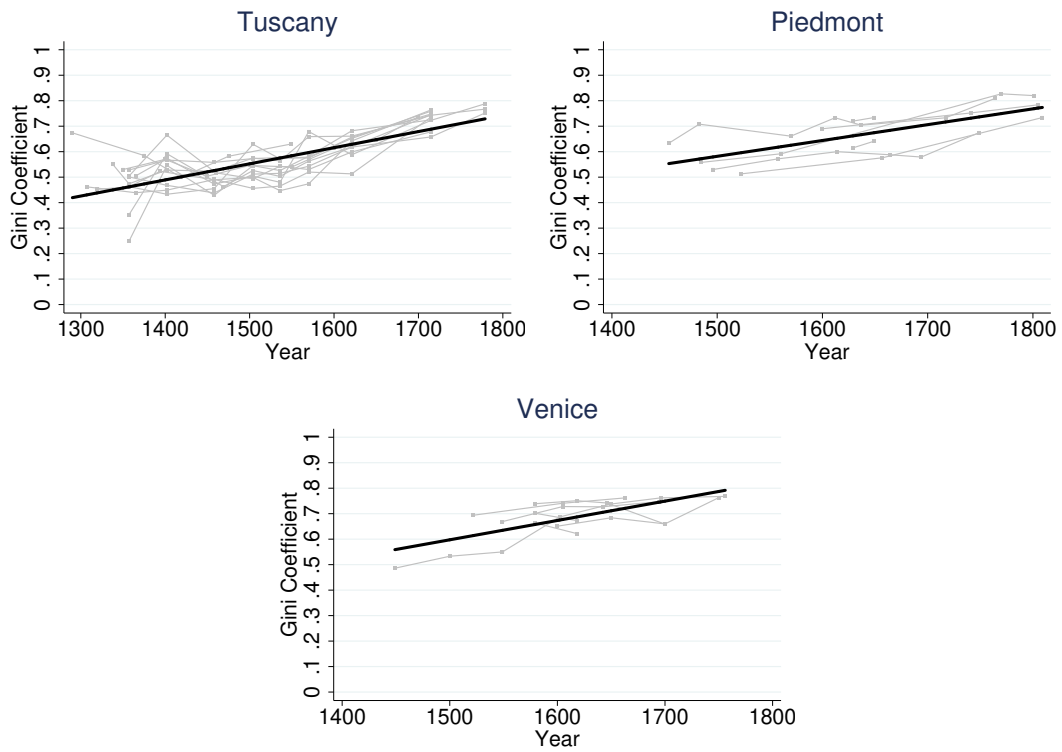 Tuscany
Gini Coefficient
0 .1 .2 .3 .4 .5 .6 .7 .8 .9 1
1300 1400 1500 1600 1700 1800
Year
Piedmont
Gini Coefficient
0 .1 .2 .3 .4 .5 .6 .7 .8 .9 1
1400 1500 1600 1700 1800
Year
Venice
Gini Coefficient
0 .1 .2 .3 .4 .5 .6 .7 .8 .9 1
1400 1500 1600 1700 1800
Year